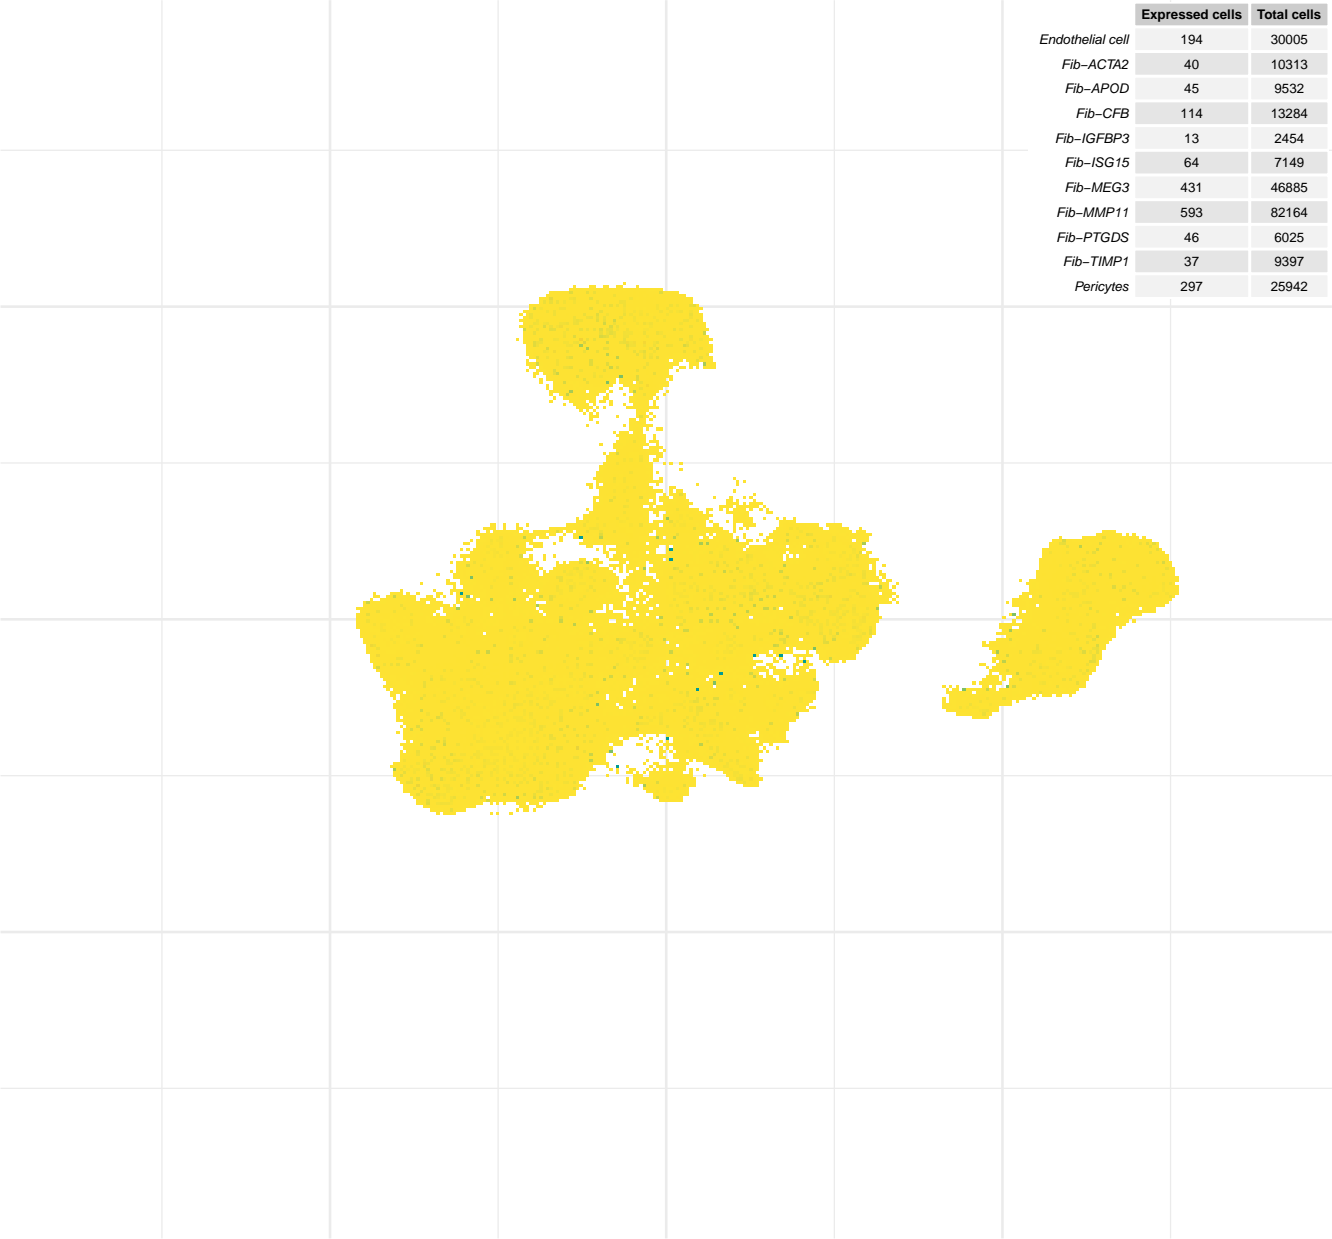 Expressed cells Total cells
Endothelial cell 194 30005
Fib−ACTA2 40 10313
Fib−APOD 45 9532
Fib−CFB 114 13284
Fib−IGFBP3 13 2454
Fib−ISG15 64 7149
Fib−MEG3 431 46885
Fib−MMP11 593 82164
Fib−PTGDS 46 6025
Fib−TIMP1 37 9397
Pericytes 297 25942